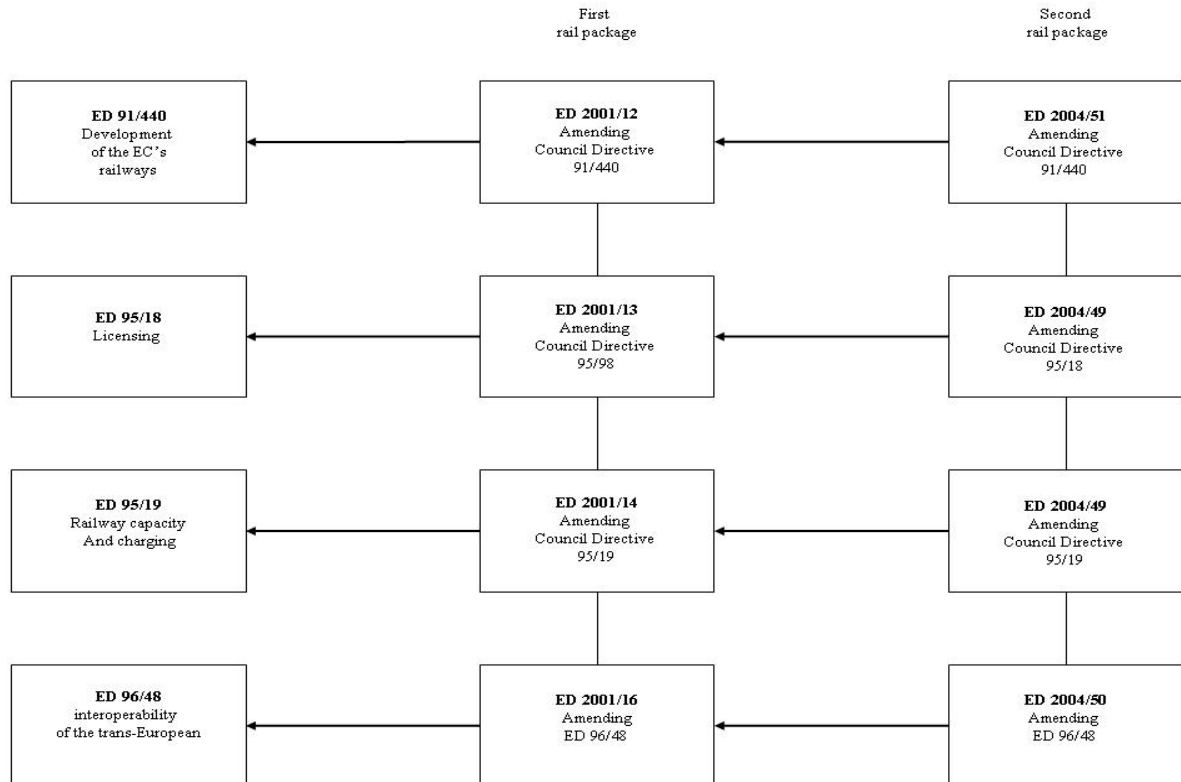 First
rail package
Second
rail package
ED 91/440
Development
of the EC's
railways
ED 2001/12
Amending
Council Directive
91/440
ED 2004/51
Amending
Council Directive
91/440
ED 95/18
Licensing
ED 2001/13
Amending
Council Directive
95/98
ED 2004/49
Amending
Council Directive
95/18
ED 95/19
Railway capacity
And charging
ED 2001/14
Amending
Council Directive
95/19
ED 2004/49
Amending
Council Directive
95/19
ED 96/48
interoperability
of the trans-European
ED 2001/16
Amending
ED 96/48
ED 2004/50
Amending
ED 96/48